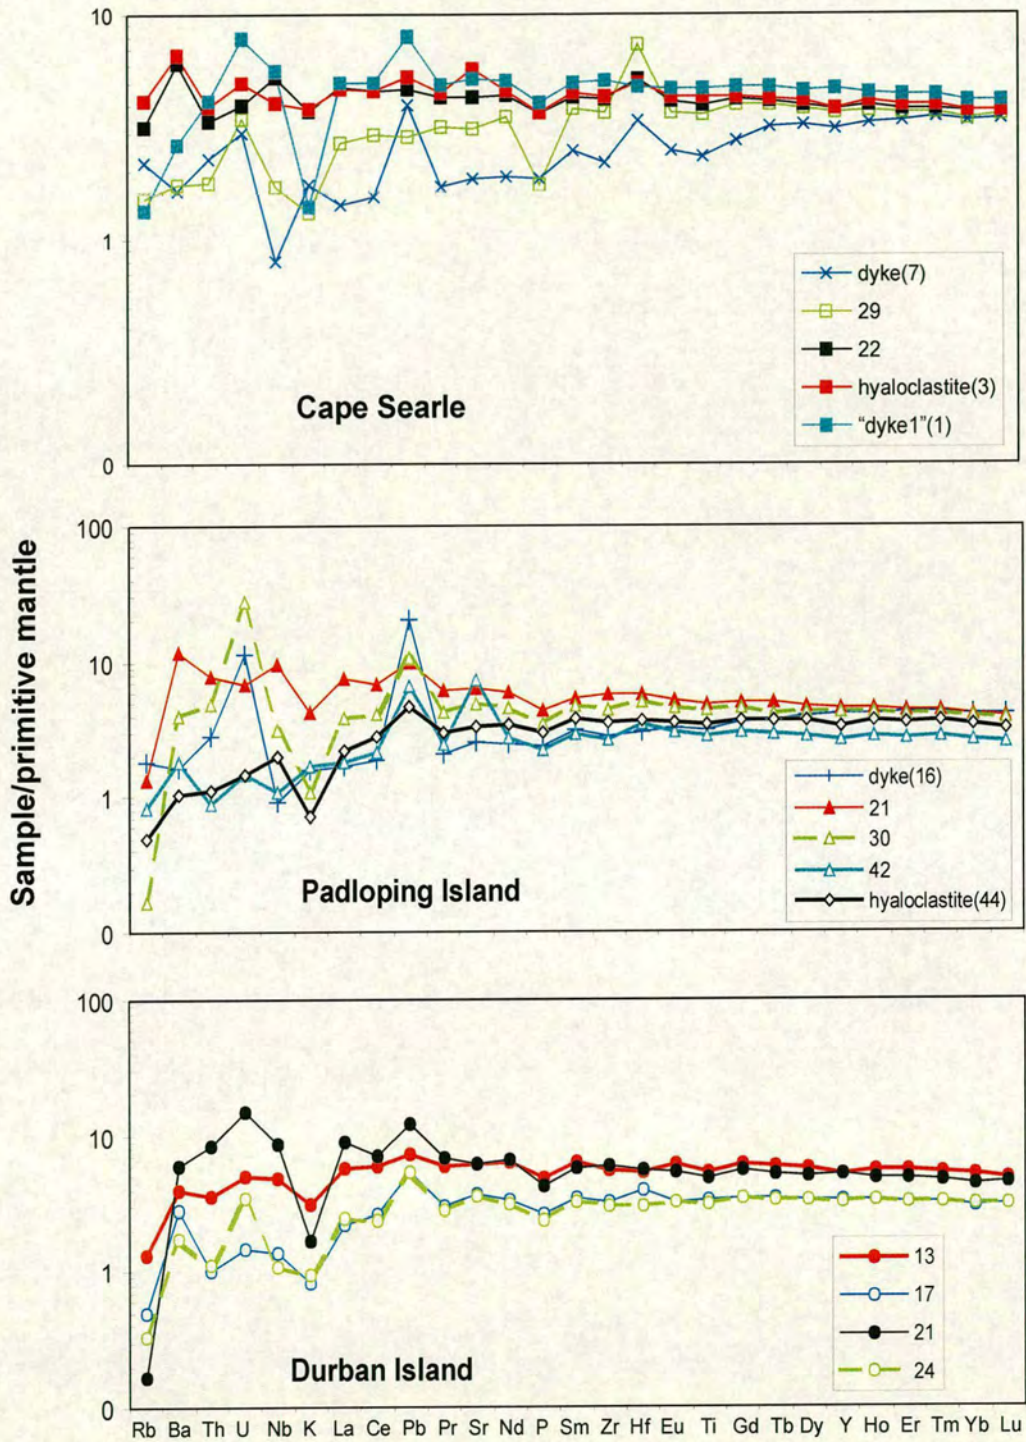 10
1
0
Cape Searle
dyke(7)
29
22
hyaloclastite(3)
“dyke1”(1)
Sample/primitive mantle
100
10
1
0
Padloping Island
dyke(16)
21
30
42
hyaloclastite(44)
100
10
1
0
Durban Island
13
17
21
24
Rb Ba Th U Nb K La Ce Pb Pr Sr Nd P Sm Zr Hf Eu Ti Gd Tb Dy Y Ho Er Tm Yb Lu